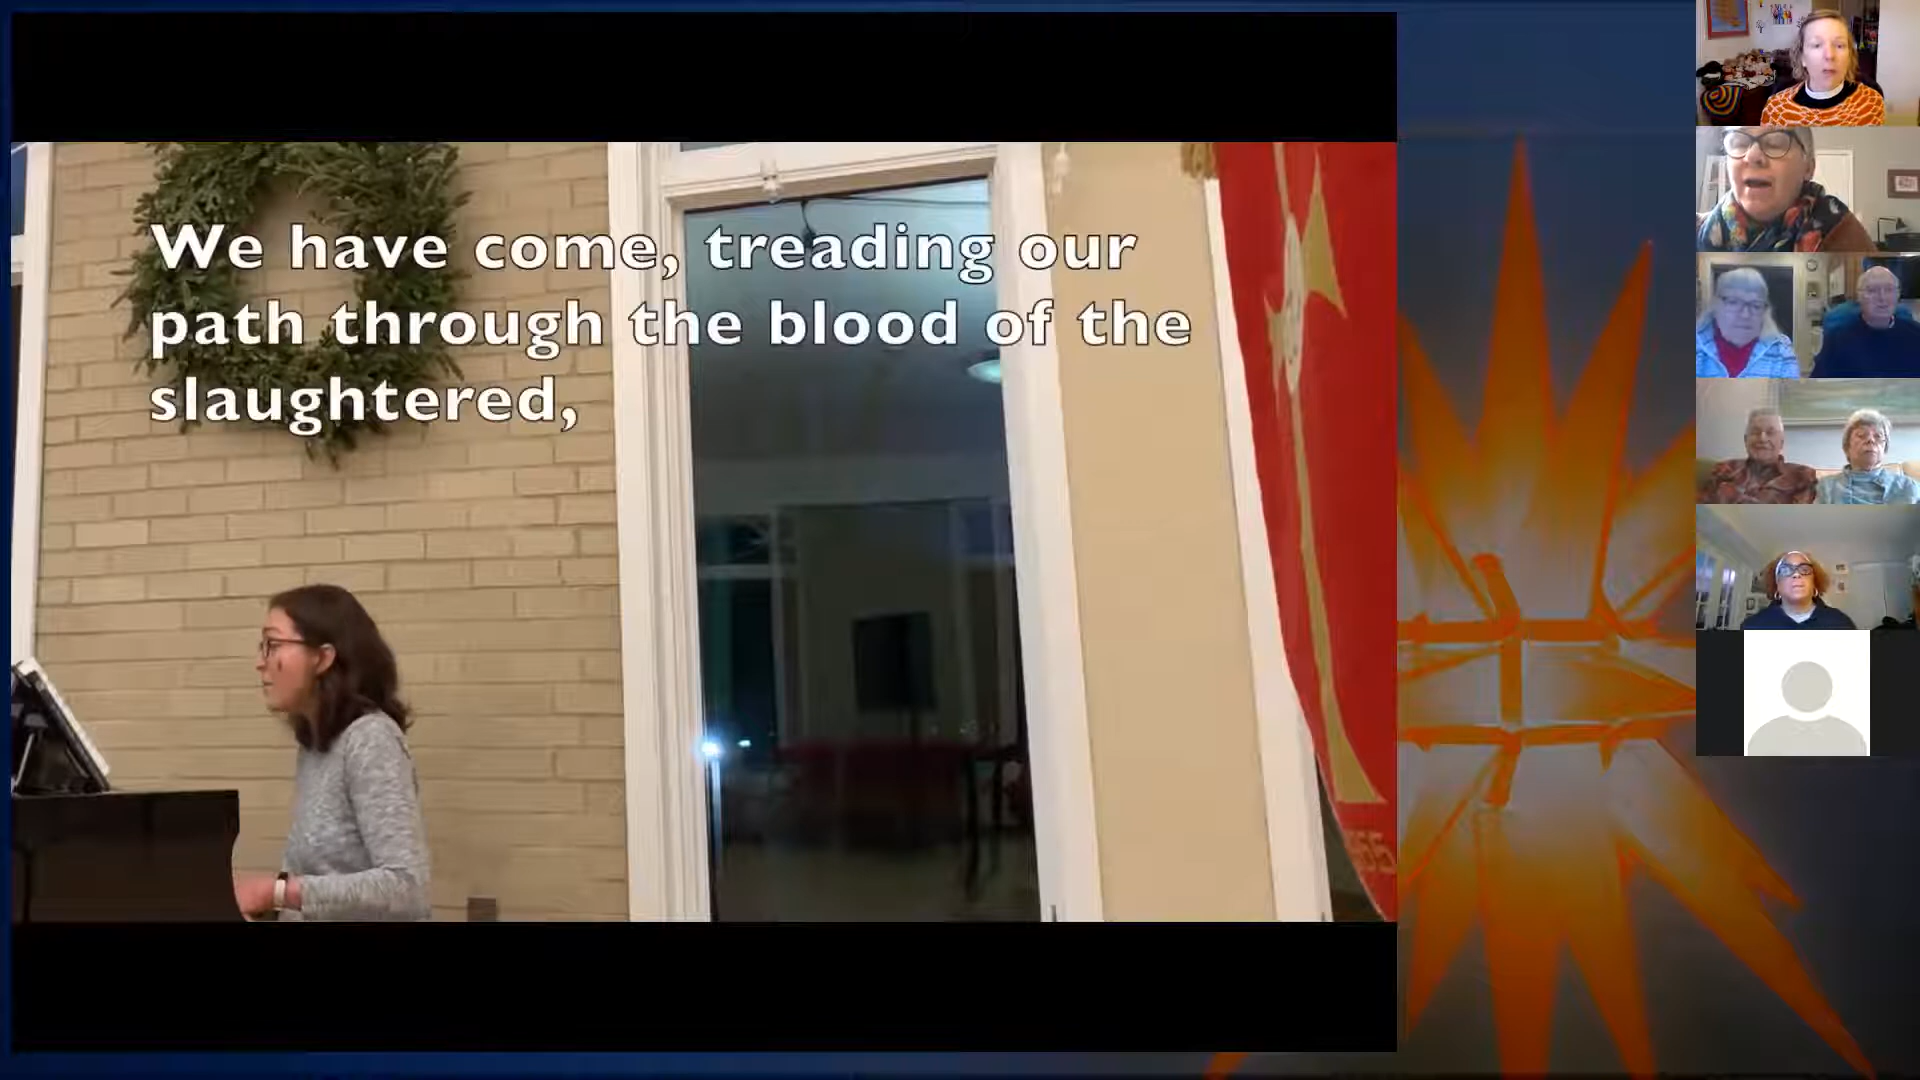 We have come, treading our
path through the blood of the
slaughtered,